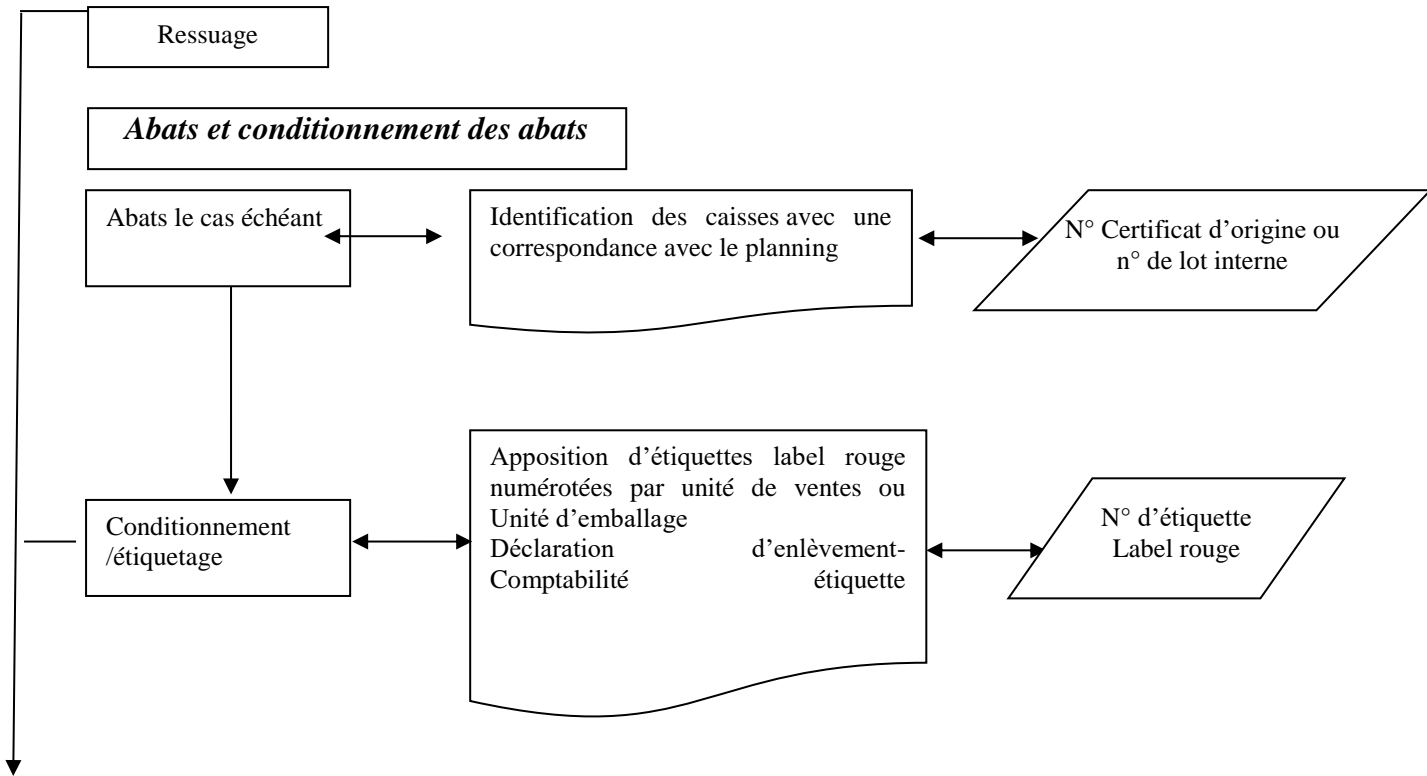 Ressuage
Abats et conditionnement des abats
Abats le cas échéant
Identification des caisses avec une
correspondance avec le planning
N° Certificat d'origine ou
n° de lot interne
Conditionnement
/étiquetage
Apposition d'étiquettes label rouge
numérotées par unité de ventes ou
Unité d'emballage
Déclaration d'enlèvement-
Comptabilité étiquette
N° d'étiquette
Label rouge